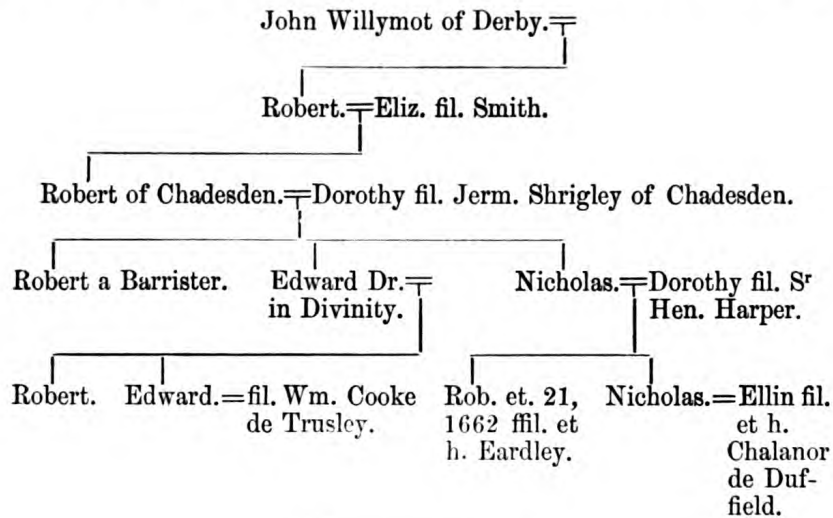 John Willymot of Derby.
Robert.=Eliz. fil. Smith.
Robert of Chadesden.=Dorothy fil. Jerm. Shrigley of Chadesden.
Robert a Barrister.
Edward Dr.=
in Divinity.
Nicholas.=Dorothy fil. Sr
Hen. Harper.
Robert.
Edward.=fil. Wm. Cooke
de Trusley.
Rob. et. 21,
1662 ffil. et
h. Eardley.
Nicholas.=Ellin fil.
et h.
Chalanor
de Duf-
field.